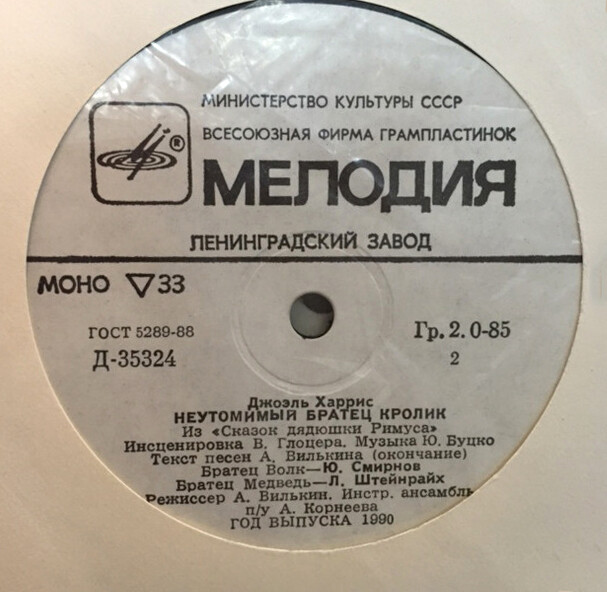 МИНИСТЕРСТВО КУЛЬТУРЫ СССР
ВСЕСОЮЗНАЯ ФИРМА ГРАМПЛАСТИНОК
®
МЕЛОДИЯ
ЛЕНИНГРАДСКИЙ ЗАВОД
МОНО ▽33
ГОСТ 5289-88
Гр. 2. 0-85
Д-35324
2
Джоэль Харрис
НЕУТОМИМЫЙ БРАТЕЦ КРОЛИК
Из «Сказок дядюшки Римуса»
Инсценировка В. Глоцера. Музыка Ю. Буцко
Текст песен А. Вилькина (окончание)
Братец Волк—Ю. Смирнов
Братец Медведь—Л. Штейнрайх
Режиссер А. Вилькин. Инстр. ансамбль
п/у А. Корнеева
ГОД ВЫПУСКА 1990